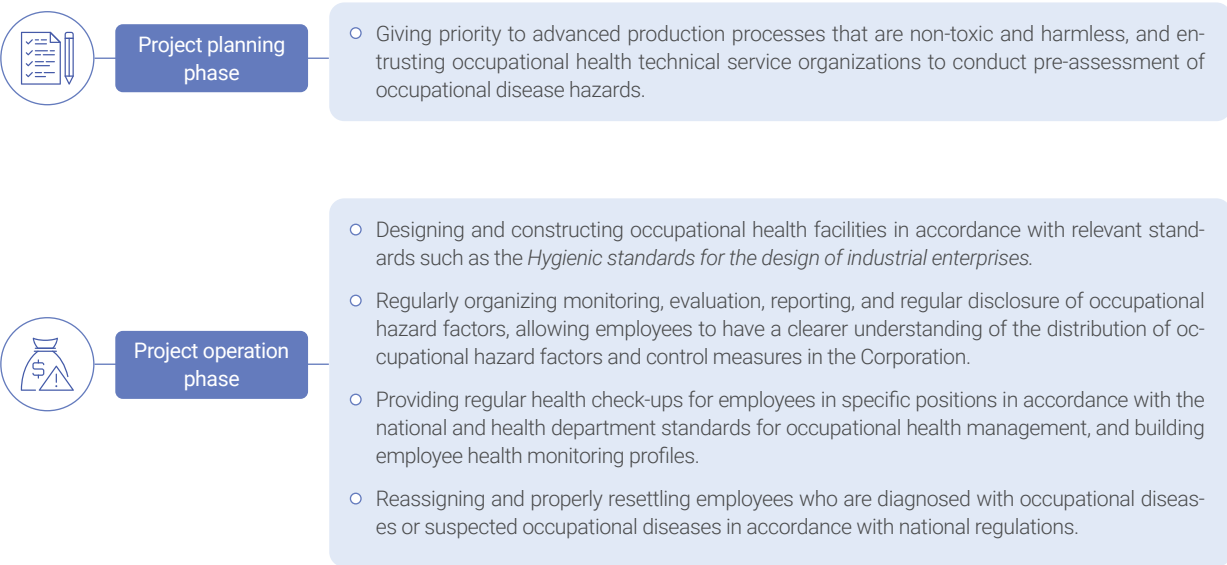 Project planning
phase
Giving priority to advanced production processes that are non-toxic and harmless, and en-
trusting occupational health technical service organizations to conduct pre-assessment of
occupational disease hazards.
Project operation
phase
Designing and constructing occupational health facilities in accordance with relevant stand-
ards such as the Hygienic standards for the design of industrial enterprises.
Regularly organizing monitoring, evaluation, reporting, and regular disclosure of occupational
hazard factors, allowing employees to have a clearer understanding of the distribution of oc-
cupational hazard factors and control measures in the Corporation.
Providing regular health check-ups for employees in specific positions in accordance with the
national and health department standards for occupational health management, and building
employee health monitoring profiles.
Reassigning and properly resettling employees who are diagnosed with occupational diseas-
es or suspected occupational diseases in accordance with national regulations.